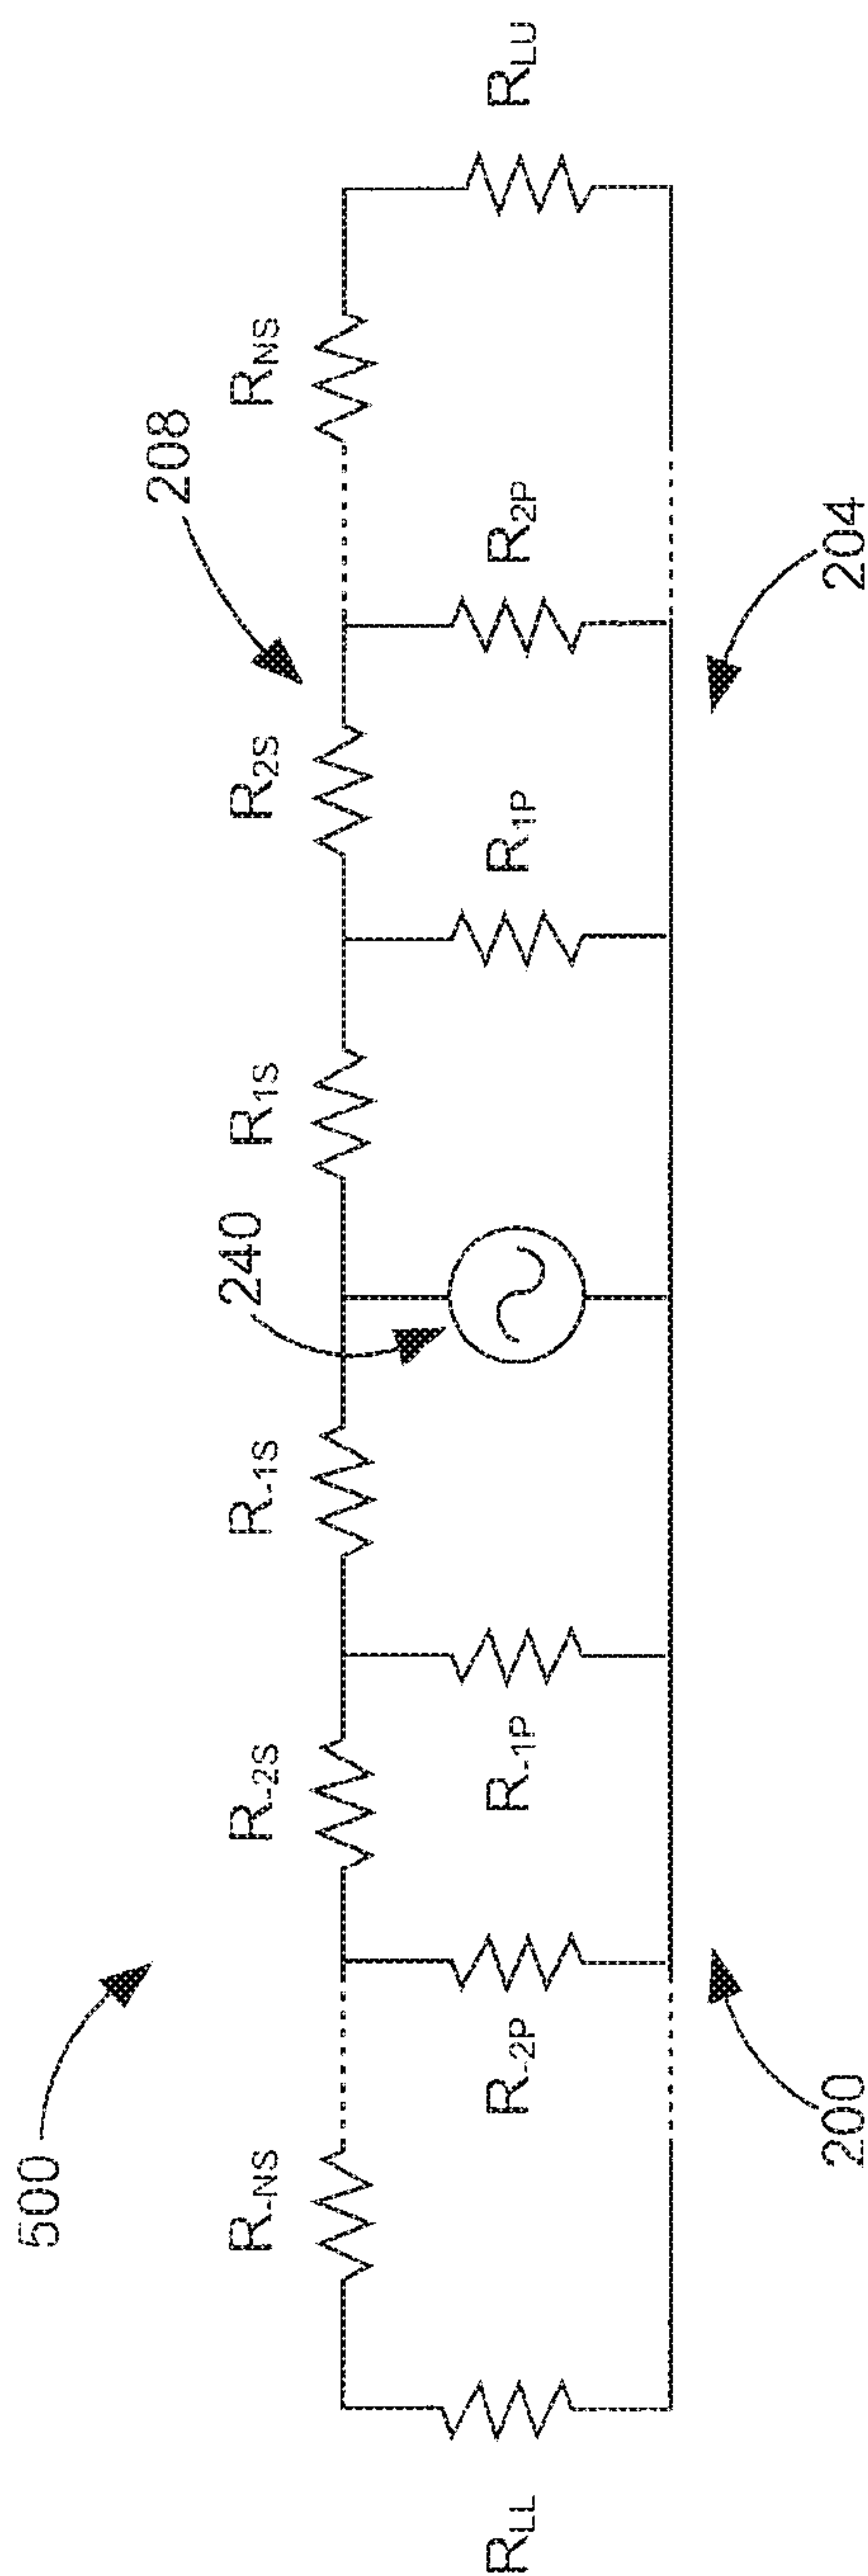 500
208
240
R-NS
R-2S
R-1S
R1S
R2S
RNS
RLL
R-2P
R-1P
R1P
R2P
RLU
200
204